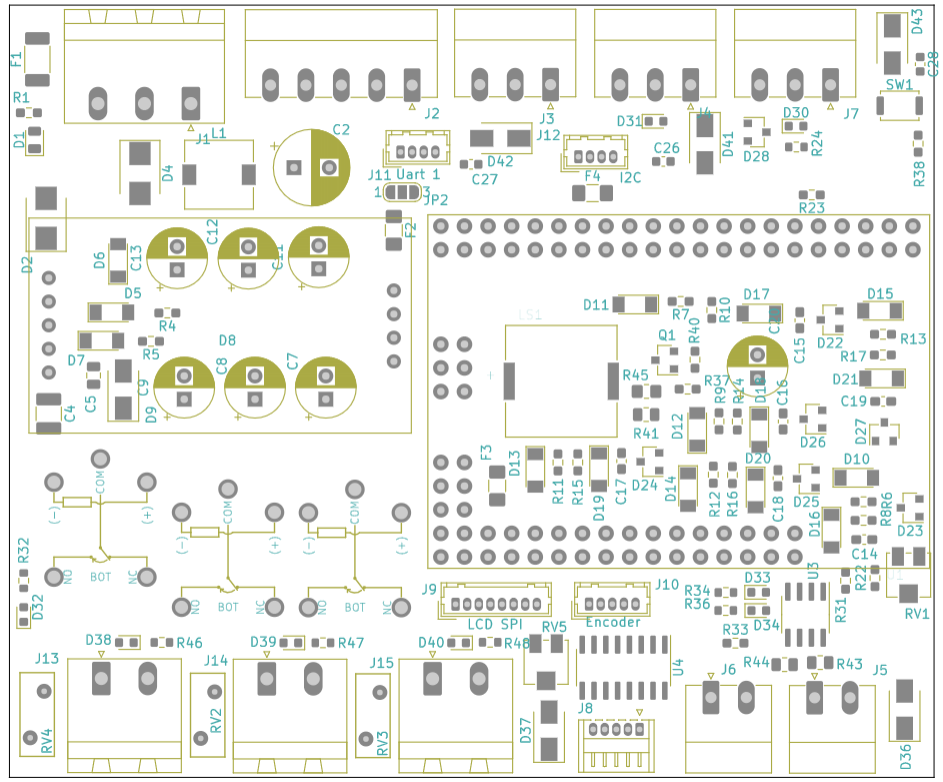 F1
R1
D1
J1
L1
C2
D4
D2
J2
J3
J4
J7
D43
C28
SW1
R38
J12
D42
C27
J11 Uart 1
1 3
JP2
F2
D31
C26
I2C
F4
D41
D28
D30
R24
R23
D6
C13
C12
C11
D5
R4
D7
R5
D8
C5
C4
C9
D9
C8
C7
LS1
+
D11
R7
R10
D17
C15
D22
D15
R13
R17
Q1
R40
R45
R37
R41
D12
R9
R14
C16
D21
C19
D26
D27
D20
F3
D13
R11
R15
D19
C17
D24
D14
R12
R16
C18
D25
D10
D16
R8
R6
D23
C14
COM
(-)
(+)
NO
BOT
NC
COM
(-)
(+)
NO
BOT
NC
COM
(-)
(+)
NO
BOT
NC
R32
D32
J9
LCD SPI
J10
Encoder
R34
R36
D33
D34
R33
U3
R31
R22
U1
RV1
D38
R46
D39
R47
D40
R48
RV5
U4
R44
R43
J13
RV4
J14
RV2
J15
RV3
D37
J8
J6
J5
D36